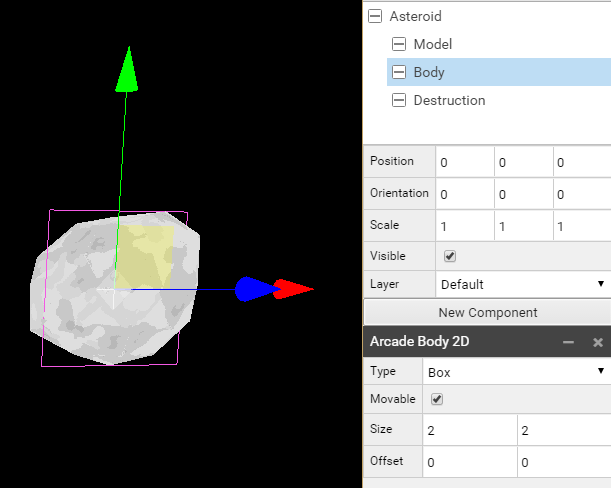 Asteroid
Model
Body
Destruction
Position 0 0 0
Orientation 0 0 0
Scale 1 1 1
Visible
Layer Default
New Component
Arcade Body 2D
Type Box
Movable
Size 2 2
Offset 0 0